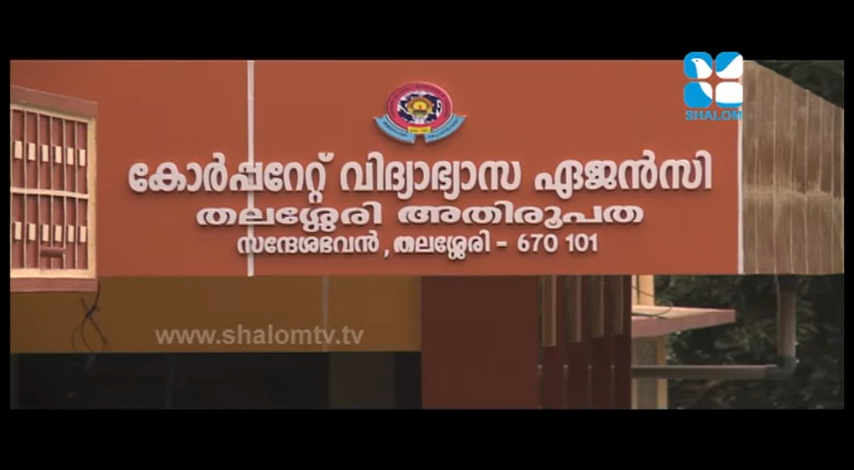 SHALOM
കോർപ്പറേറ്റ് വിദ്യാഭ്യാസ ഏജൻസി
തലശ്ശേരി അതിരൂപത
സന്ദേശഭവൻ, തലശ്ശേരി - 670 101
www.shalomtv.tv